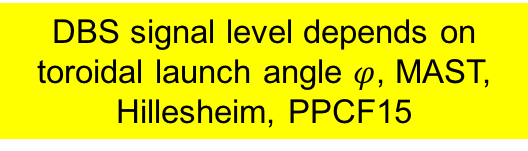 DBS signal level depends on
toroidal launch angle 𝜑, MAST,
Hillesheim, PPCF15